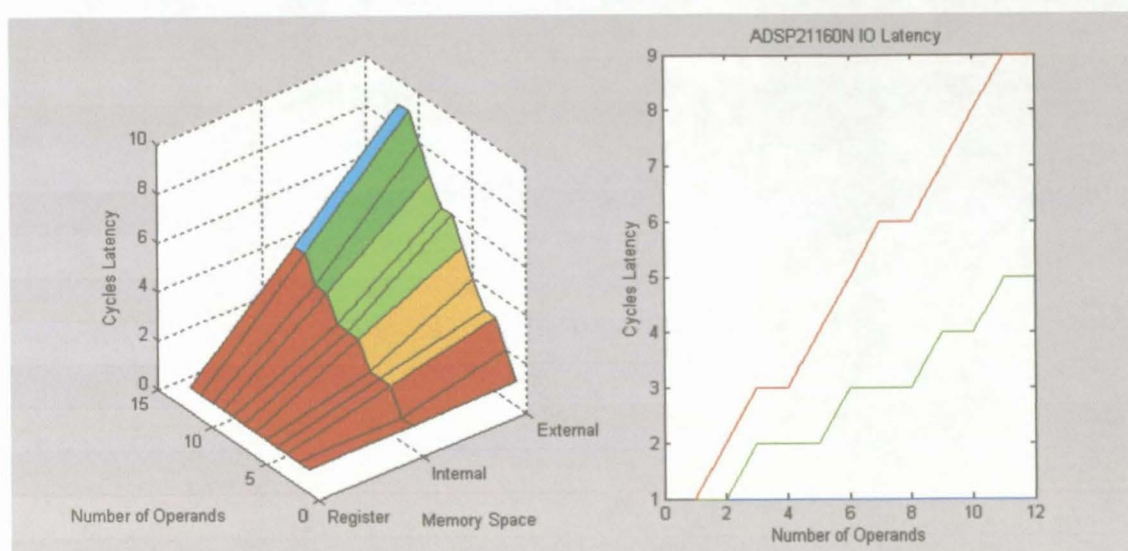 10
8
6
4
2
0
Cycles Latency
15
10
5
0
Number of Operands
Register
Internal
External
Memory Space
ADSP21160N IO Latency
9
8
7
6
5
4
3
2
1
Cycles Latency
0
2
4
6
8
10
12
Number of Operands